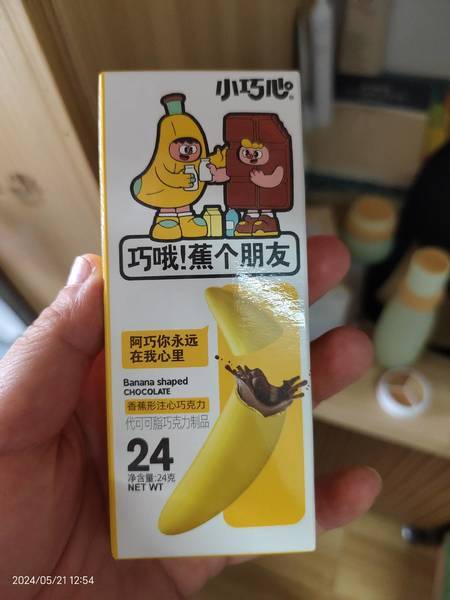 小巧心
巧哦!蕉个朋友
阿巧你永远
在我心里
Banana shaped
CHOCOLATE
香蕉形注心巧克力
代可可脂巧克力制品
24
净含量:24克
NET WT
2024/05/21 12:54